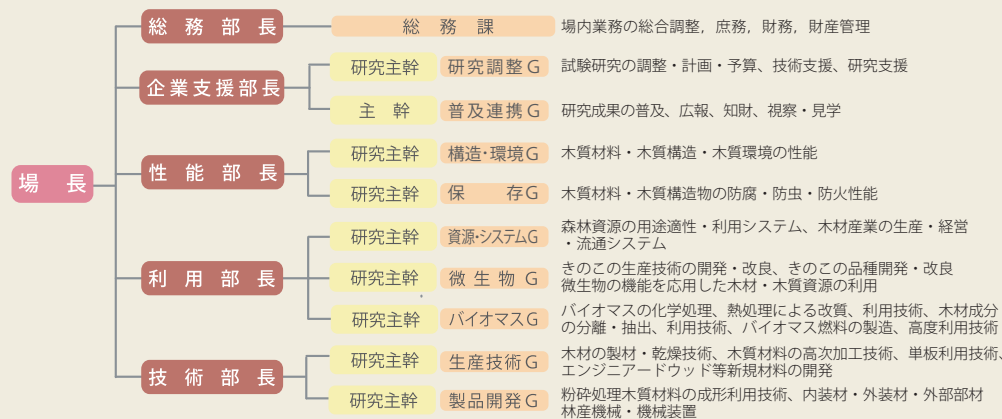 場 長
総 務 部 長
総 務 課
場内業務の総合調整，庶務，財務，財産管理
企業支援部長
研究主幹 研究調整G
試験研究の調整・計画・予算、技術支援、研究支援
主 幹 普及連携G
研究成果の普及、広報、知財、視察・見学
性 能 部 長
研究主幹 構造・環境G
木質材料・木質構造・木質環境の性能
研究主幹 保 存G
木質材料・木質構造物の防腐・防虫・防火性能
利 用 部 長
研究主幹 資源・システムG
森林資源の用途適性・利用システム、木材産業の生産・経営
・流通システム
研究主幹 微生物G
きのこの生産技術の開発・改良、きのこの品種開発・改良
微生物の機能を応用した木材・木質資源の利用
研究主幹 バイオマスG
バイオマスの化学処理、熱処理による改質、利用技術、木材成分
の分離・抽出、利用技術、バイオマス燃料の製造、高度利用技術
技 術 部 長
研究主幹 生産技術G
木材の製材・乾燥技術、木質材料の高次加工技術、単板利用技術、
エンジニアードウッド等新規材料の開発
研究主幹 製品開発G
粉砕処理木質材料の成形利用技術、内装材・外装材・外部部材
林産機械・機械装置